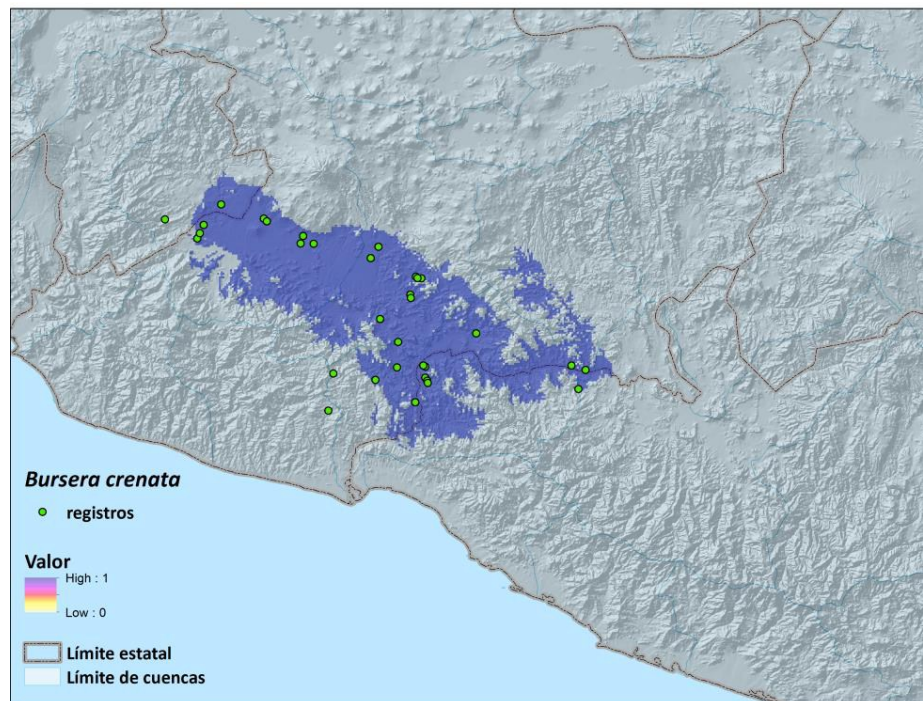 Bursera crenata
registros
Valor
High : 1
Low : 0
Límite estatal
Límite de cuencas